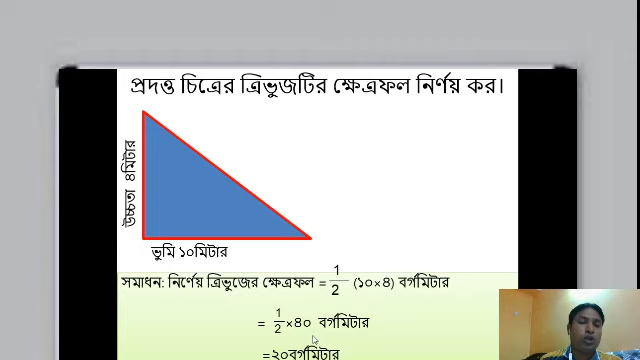 প্রদত্ত চিত্রের ত্রিভুজটির ক্ষেত্রফল নির্ণয় কর।
উচ্চতা ৪মিটার
ভুমি ১০মিটার
সমাধন: নির্ণেয় ত্রিভুজের ক্ষেত্রফল = 1/2 (১০×৪) বর্গমিটার
= 1/2 ×৪০ বর্গমিটার
=২০বর্গমিটার